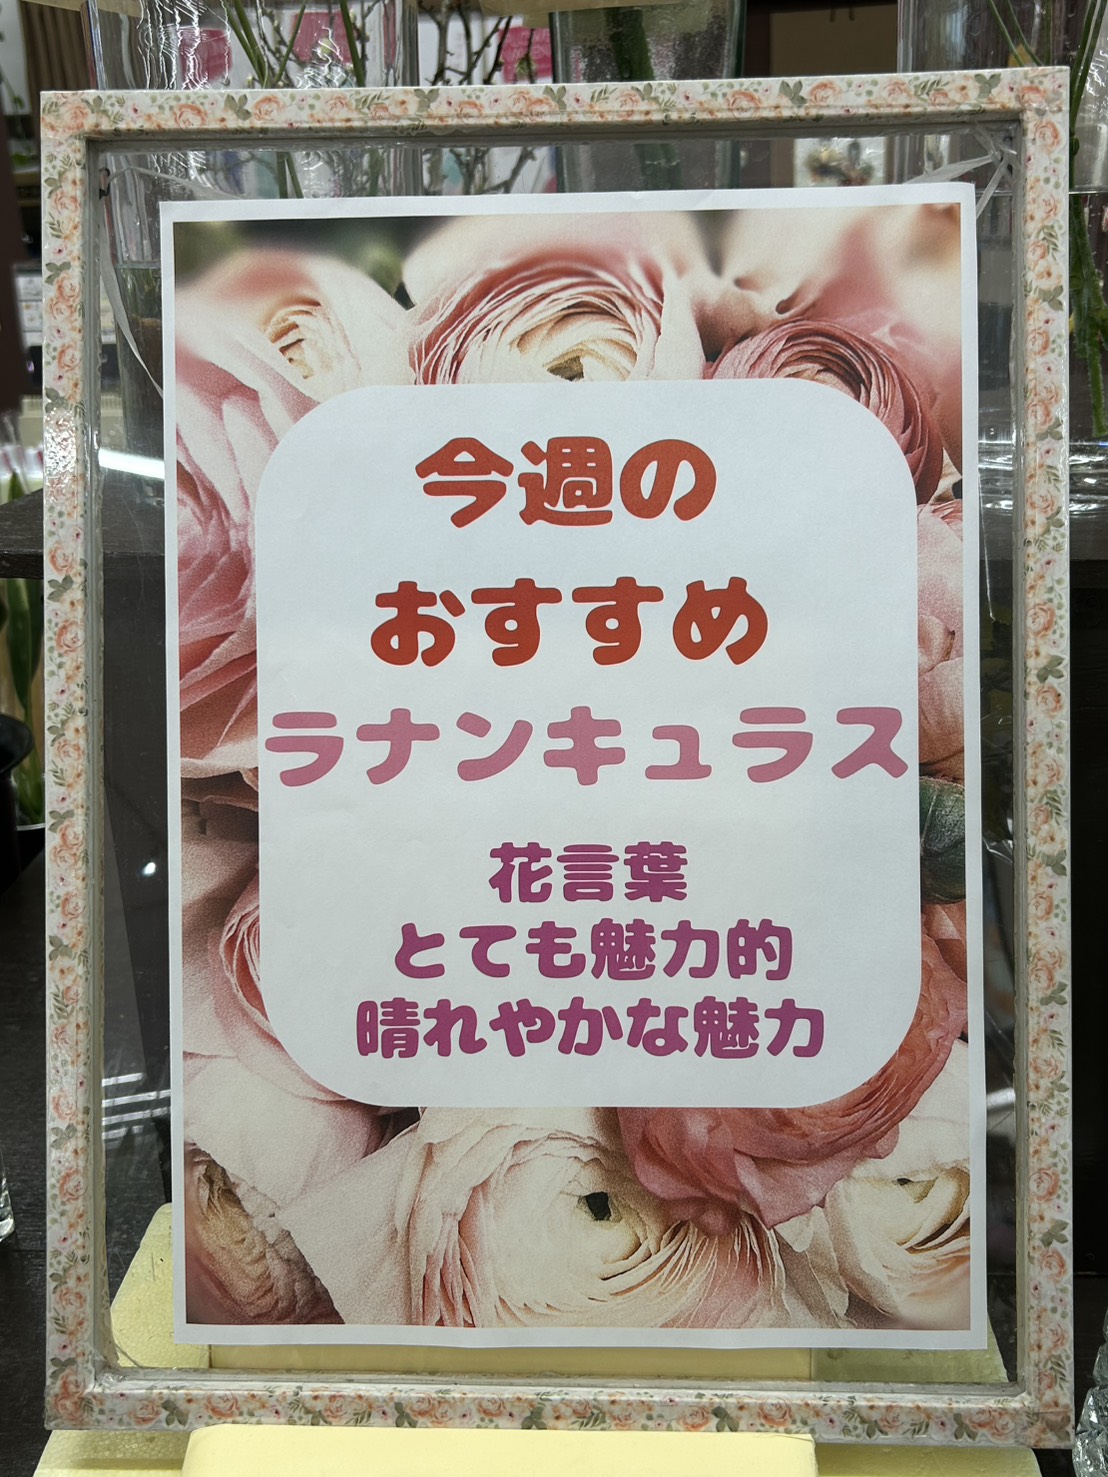 今週の
おすすめ
ラナンキュラス
花言葉
とても魅力的
晴れやかな魅力